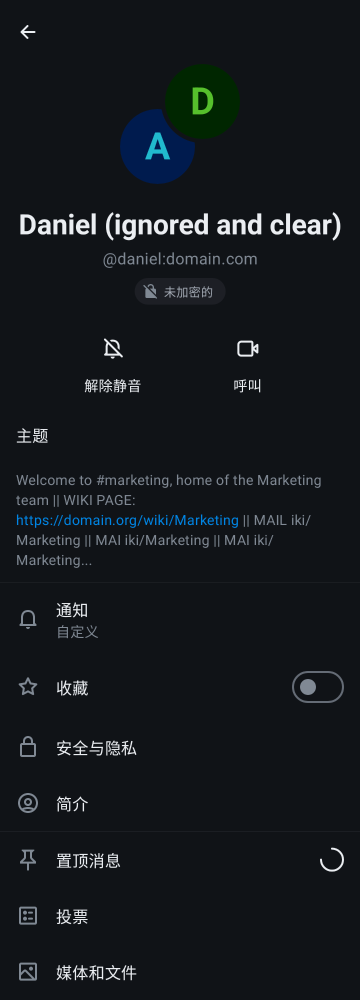 D
A
Daniel (ignored and clear)
@daniel:domain.com
未加密的
解除静音
呼叫
主题
Welcome to #marketing, home of the Marketing
team || WIKI PAGE:
https://domain.org/wiki/Marketing || MAIL iki/
Marketing || MAI iki/Marketing || MAI iki/
Marketing...
通知
自定义
收藏
安全与隐私
简介
置顶消息
投票
媒体和文件